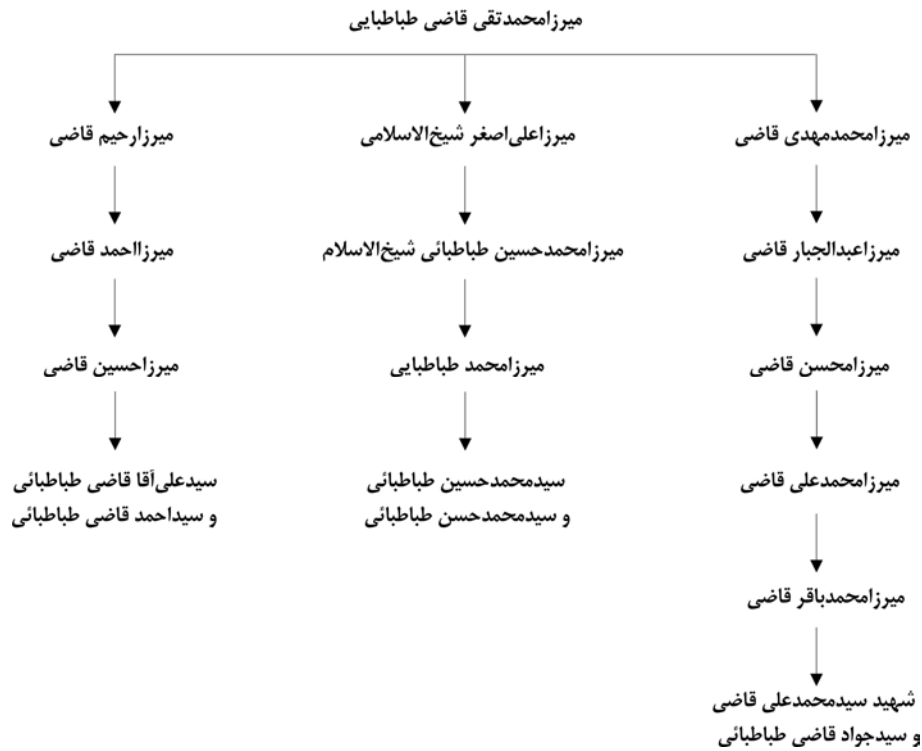 میرزامحمدتقی قاضی طباطبایی
میرزامحمدمهدی قاضی
میرزاعلی‌اصغر شیخ‌الاسلامی
میرزارحیم قاضی
میرزاعبدالجبار قاضی
میرزامحمدحسین طباطبائی شیخ‌الاسلام
میرزااحمد قاضی
میرزامحسن قاضی
میرزامحمد طباطبایی
میرزاحسین قاضی
میرزامحمدعلی قاضی
سیدمحمدحسین طباطبائی
و سیدمحمدحسن طباطبائی
سیدعلی‌آقا قاضی طباطبائی
و سیداحمد قاضی طباطبائی
میرزامحمدباقر قاضی
شهید سیدمحمدعلی قاضی
و سیدجواد قاضی طباطبائی